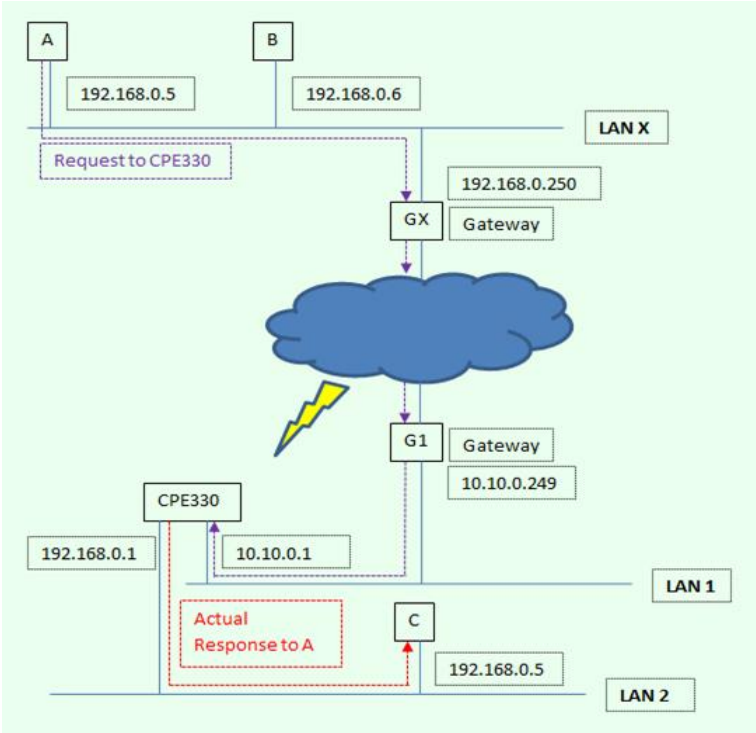 A
B
192.168.0.5
192.168.0.6
LAN X
Request to CPE330
192.168.0.250
GX
Gateway
G1
Gateway
10.10.0.249
CPE330
192.168.0.1
10.10.0.1
LAN 1
Actual
Response to A
C
192.168.0.5
LAN 2